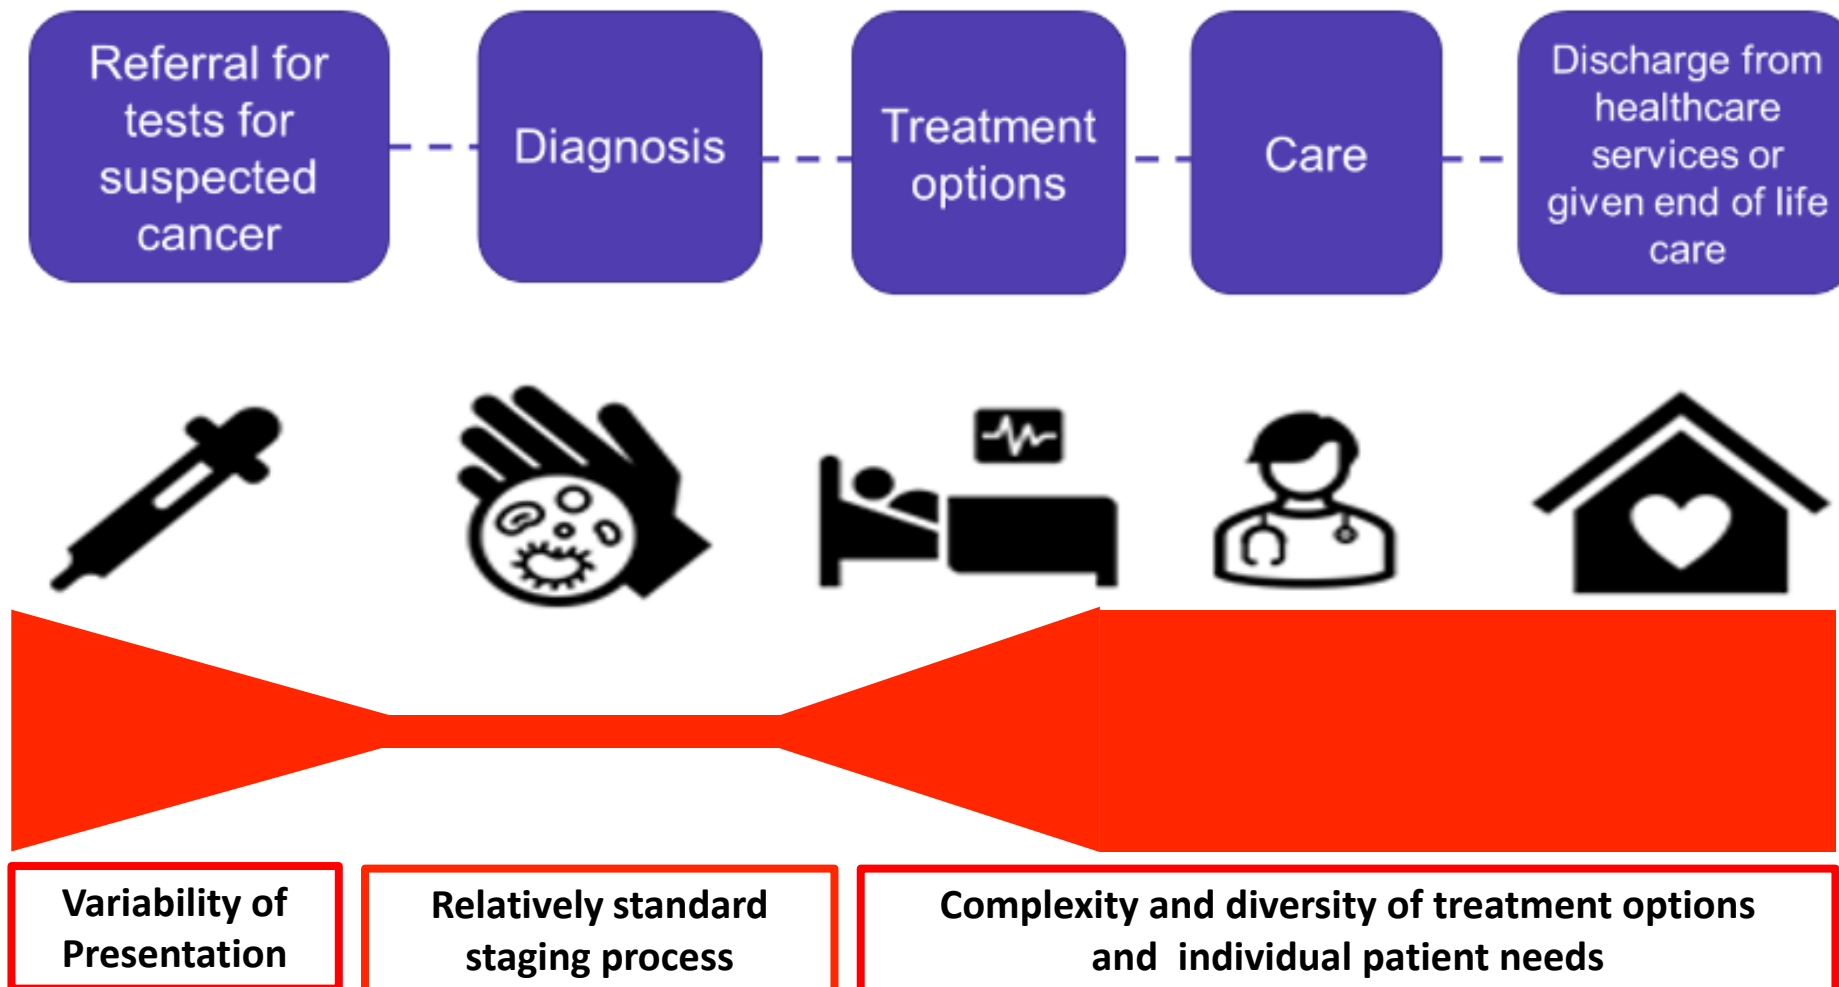 Referral for
tests for
suspected
cancer
Diagnosis
Treatment
options
Care
Discharge from
healthcare
services or
given end of life
care
Variability of
Presentation
Relatively standard
staging process
Complexity and diversity of treatment options
and  individual patient needs